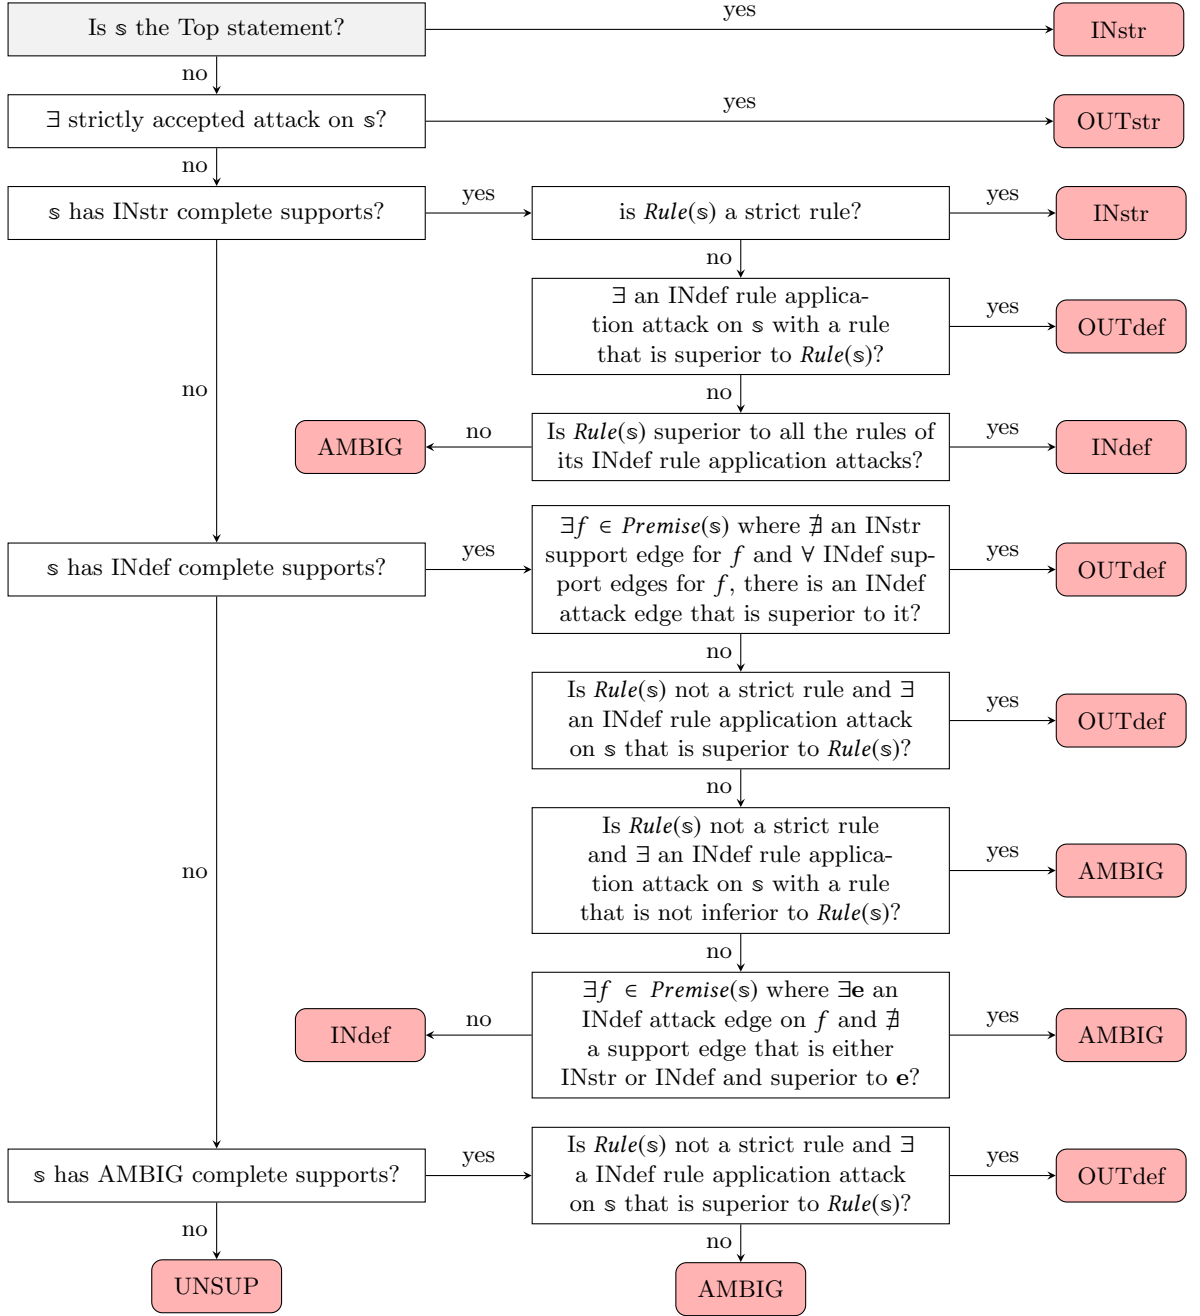 Is 𝕤 the Top statement?
yes
INstr
no
∃ strictly accepted attack on 𝕤?
yes
OUTstr
no
𝕤 has INstr complete supports?
yes
is Rule(𝕤) a strict rule?
yes
INstr
no
∃ an INdef rule applica-
tion attack on 𝕤 with a rule
that is superior to Rule(𝕤)?
yes
OUTdef
no
no
AMBIG
no
Is Rule(𝕤) superior to all the rules of
its INdef rule application attacks?
yes
INdef
𝕤 has INdef complete supports?
yes
∃f ∈ Premise(𝕤) where ∄ an INstr
support edge for f and ∀ INdef sup-
port edges for f, there is an INdef
attack edge that is superior to it?
yes
OUTdef
no
Is Rule(𝕤) not a strict rule and ∃
an INdef rule application attack
on 𝕤 that is superior to Rule(𝕤)?
yes
OUTdef
no
Is Rule(𝕤) not a strict rule
and ∃ an INdef rule applica-
tion attack on 𝕤 with a rule
that is not inferior to Rule(𝕤)?
yes
AMBIG
no
no
INdef
no
∃f ∈ Premise(𝕤) where ∃e an
INdef attack edge on f and ∄
a support edge that is either
INstr or INdef and superior to e?
yes
AMBIG
𝕤 has AMBIG complete supports?
yes
Is Rule(𝕤) not a strict rule and ∃
a INdef rule application attack
on 𝕤 that is superior to Rule(𝕤)?
yes
OUTdef
no
UNSUP
no
AMBIG